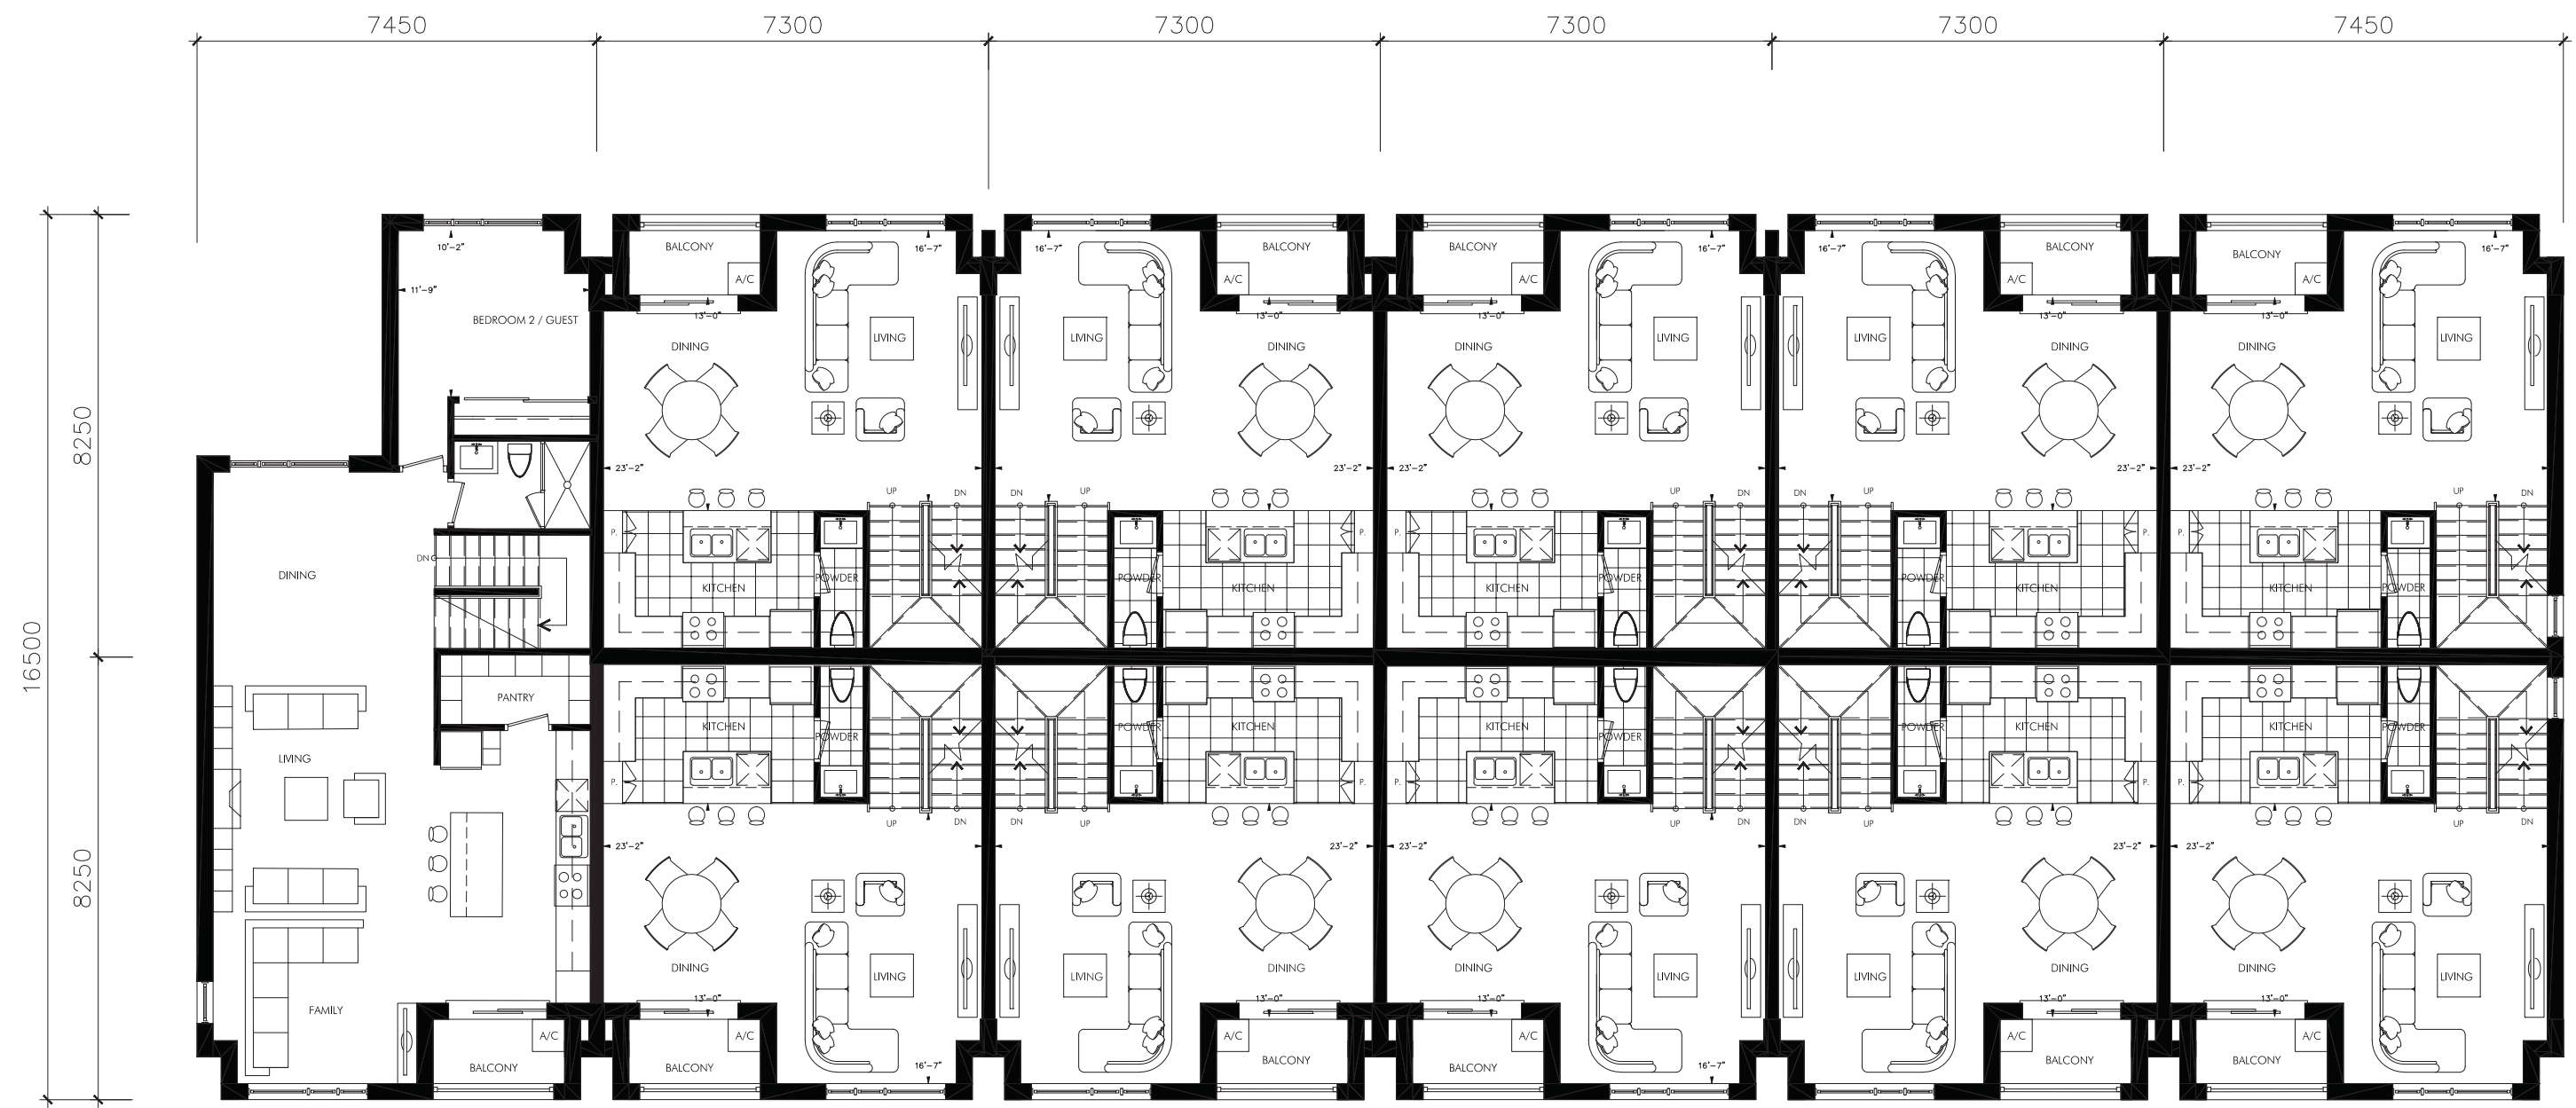 7450 7300 7300 7300 7300 7450
BALCONY BALCONY BALCONY BALCONY BALCONY
10'-2" 16'-7" 16'-7" 16'-7" 16'-7" 16'-7"
A/C A/C A/C A/C A/C
11'-9"
BEDROOM 2 / GUEST
13'-0" 13'-0" 13'-0" 13'-0" 13'-0"
LIVING LIVING LIVING LIVING LIVING
DINING DINING DINING DINING DINING
8250
23'-2" 23'-2" 23'-2" 23'-2" 23'-2"
UP DN DN UP UP DN DN UP UP DN
P. P. P. P. P.
DN
DINING
POWDER POWDER POWDER POWDER POWDER
KITCHEN KITCHEN KITCHEN KITCHEN KITCHEN
16500
PANTRY
KITCHEN KITCHEN KITCHEN KITCHEN KITCHEN
POWDER POWDER POWDER POWDER POWDER
LIVING
P. P. P. P. P.
UP DN DN UP UP DN DN UP UP DN
23'-2" 23'-2" 23'-2" 23'-2" 23'-2"
8250
DINING DINING DINING DINING DINING
LIVING LIVING LIVING LIVING LIVING
13'-0" 13'-0" 13'-0" 13'-0" 13'-0"
FAMILY
A/C A/C A/C A/C A/C A/C
BALCONY BALCONY BALCONY BALCONY BALCONY BALCONY
16'-7" 16'-7"